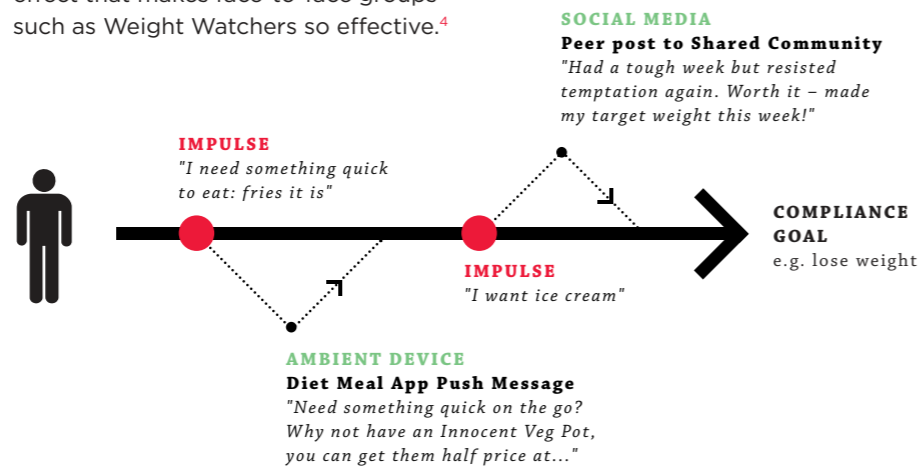 such as Weight Watchers so effective.4
SOCIAL MEDIA
Peer post to Shared Community
"Had a tough week but resisted
temptation again. Worth it – made
my target weight this week!"
IMPULSE
"I need something quick
to eat: fries it is"
COMPLIANCE
GOAL
e.g. lose weight
IMPULSE
"I want ice cream"
AMBIENT DEVICE
Diet Meal App Push Message
"Need something quick on the go?
Why not have an Innocent Veg Pot,
you can get them half price at..."